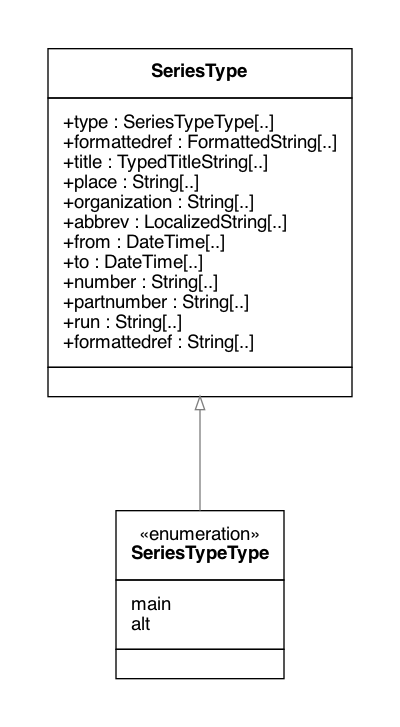 SeriesType
+type : SeriesTypeType[..]
+formattedref : FormattedString[..]
+title : TypedTitleString[..]
+place : String[..]
+organization : String[..]
+abbrev : LocalizedString[..]
+from : DateTime[..]
+to : DateTime[..]
+number : String[..]
+partnumber : String[..]
+run : String[..]
+formattedref : String[..]
«enumeration»
SeriesTypeType
main
alt